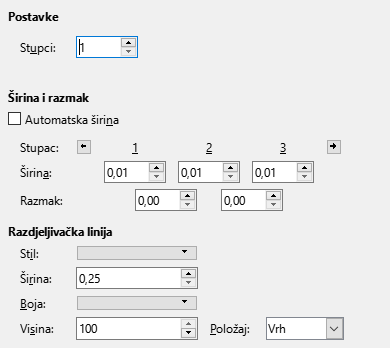 Postavke
Stupci: 1
Širina i razmak
Automatska širina
Stupac: 1 2 3
Širina: 0,01 0,01 0,01
Razmak: 0,00 0,00
Razdjeljivačka linija
Stil:
Širina: 0,25
Boja:
Visina: 100 Položaj: Vrh